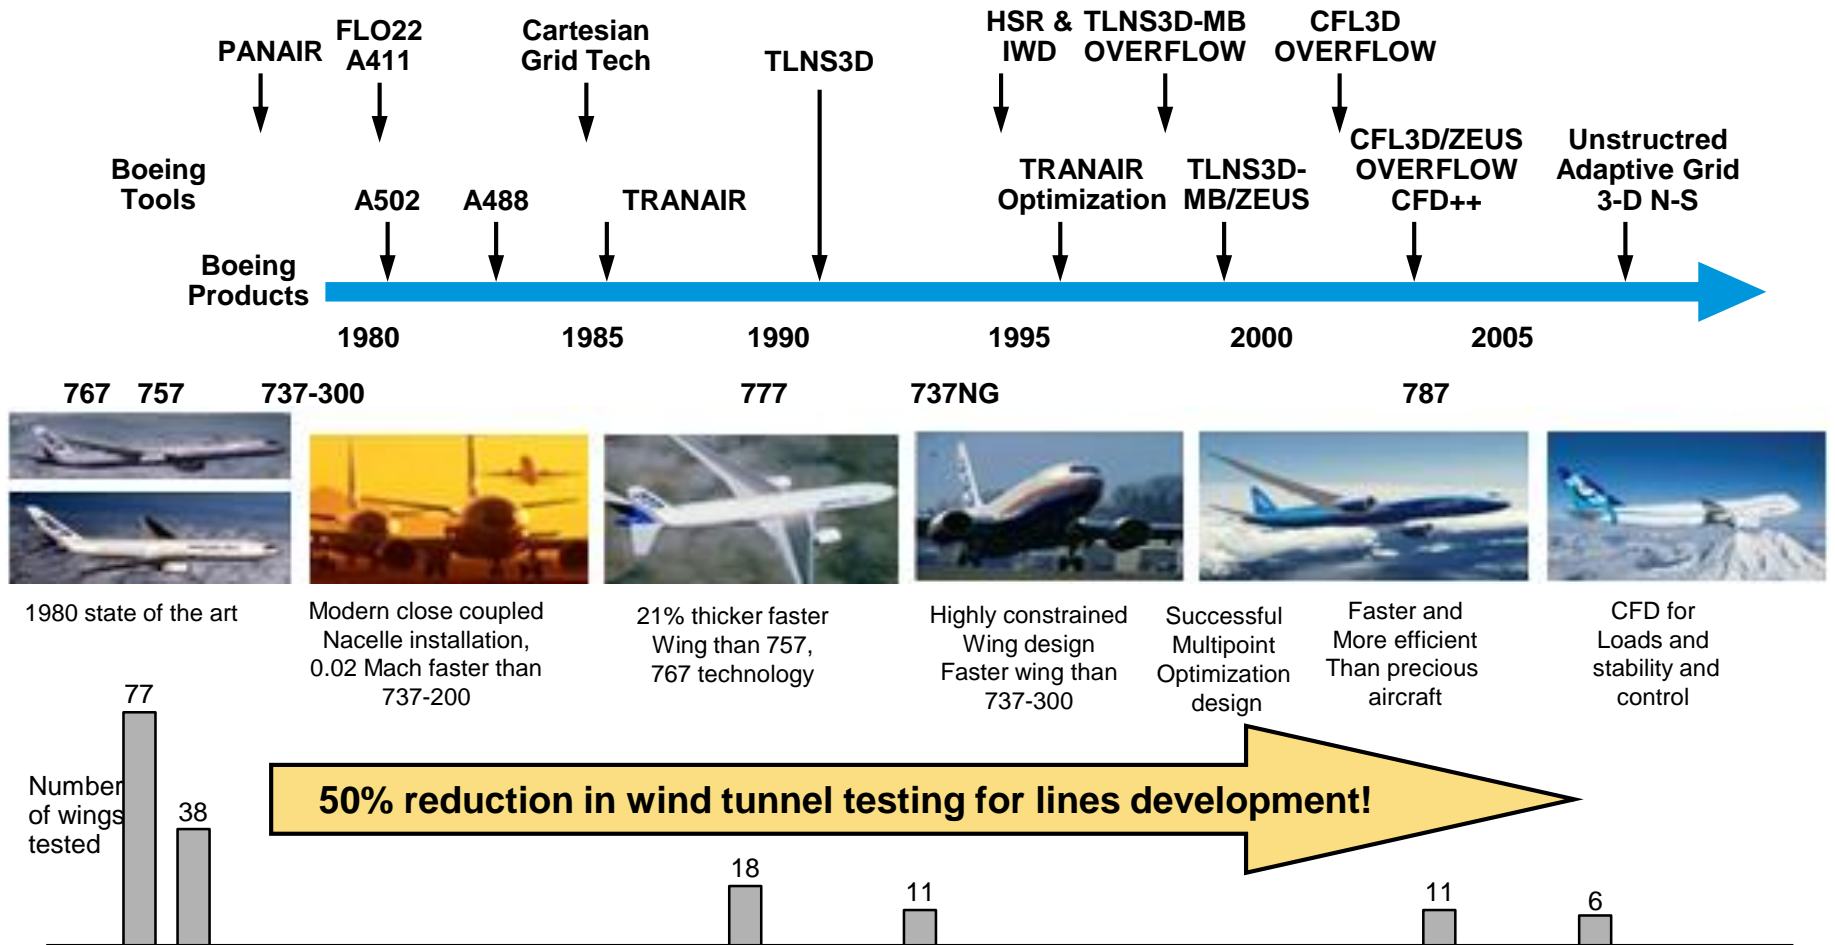 PANAIR
FLO22
A411
Cartesian
Grid Tech
TLNS3D
HSR &
IWD
TLNS3D-MB
OVERFLOW
CFL3D
OVERFLOW
Boeing
Tools
A502
A488
TRANAIR
TRANAIR
Optimization
TLNS3D-
MB/ZEUS
CFL3D/ZEUS
OVERFLOW
CFD++
Unstructred
Adaptive Grid
3-D N-S
Boeing
Products
1980
1985
1990
1995
2000
2005
767
757
737-300
777
737NG
787
1980 state of the art
Modern close coupled
Nacelle installation,
0.02 Mach faster than
737-200
21% thicker faster
Wing than 757,
767 technology
Highly constrained
Wing design
Faster wing than
737-300
Successful
Multipoint
Optimization
design
Faster and
More efficient
Than precious
aircraft
CFD for
Loads and
stability and
control
Number
of wings
tested
77
38
50% reduction in wind tunnel testing for lines development!
18
11
11
6